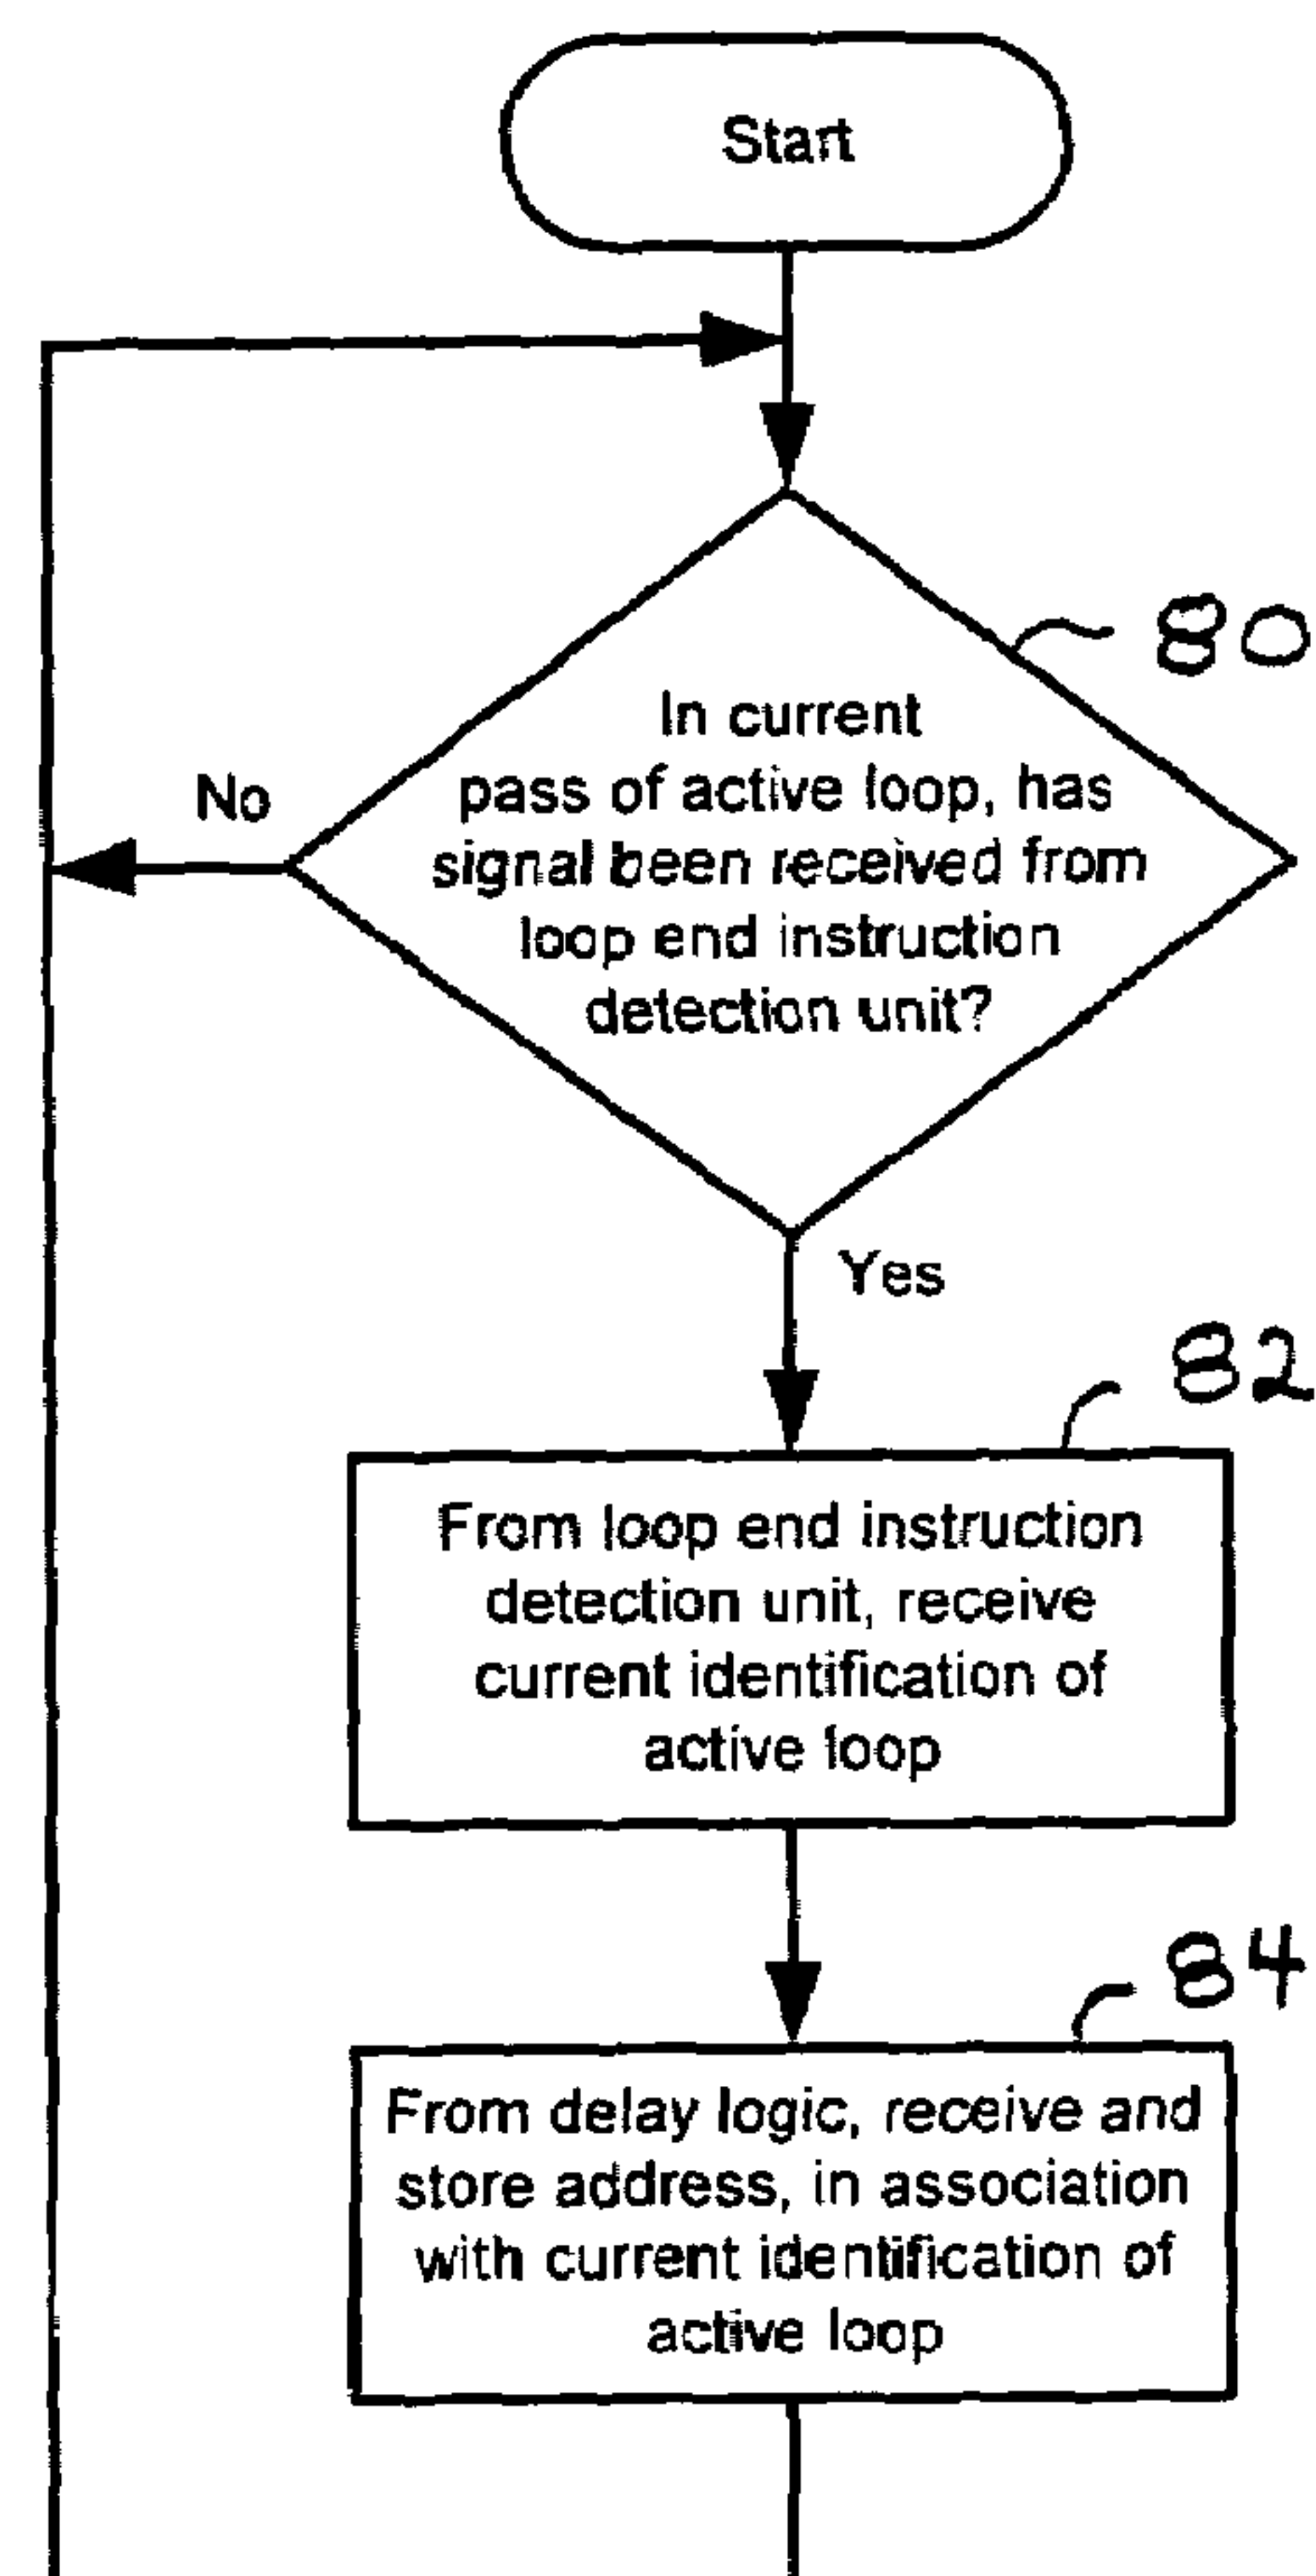 Start
80
In current
pass of active loop, has
signal been received from
loop end instruction
detection unit?
No
Yes
82
From loop end instruction
detection unit, receive
current identification of
active loop
84
From delay logic, receive and
store address, in association
with current identification of
active loop